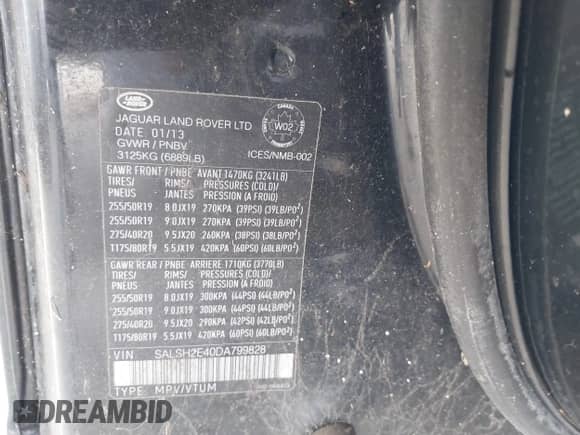 LAND
ROVER
JAGUAR LAND ROVER LTD
DATE 01/13
GVWR / PNBV
3125KG (6889LB)
CANADA
W02
ICES/NMB-002
GAWR FRONT / PNBE AVANT 1470KG (3241LB)
TIRES/ RIMS/ PRESSURES (COLD)/
PNEUS JANTES PRESSION (A FROID)
255/50R19 8.0JX19 270KPA (39PSI) (39LB/PO²)
255/50R19 9.0JX19 270KPA (39PSI) (39LB/PO²)
275/40R20 9.5JX20 260KPA (38PSI) (38LB/PO²)
T175/80R19 5.5JX19 420KPA (60PSI) (60LB/PO²)
GAWR REAR / PNBE ARRIERE 1710KG (3770LB)
TIRES/ RIMS/ PRESSURES (COLD)/
PNEUS JANTES PRESSION (A FROID)
255/50R19 8.0JX19 300KPA (44PSI) (44LB/PO²)
255/50R19 9.0JX19 300KPA (44PSI) (44LB/PO²)
275/40R20 9.5JX20 290KPA (42PSI) (42LB/PO²)
T175/80R19 5.5JX19 420KPA (60PSI) (60LB/PO²)
VIN SALSH2E40DA799828
TYPE: MPV/VTUM
DREAMBID